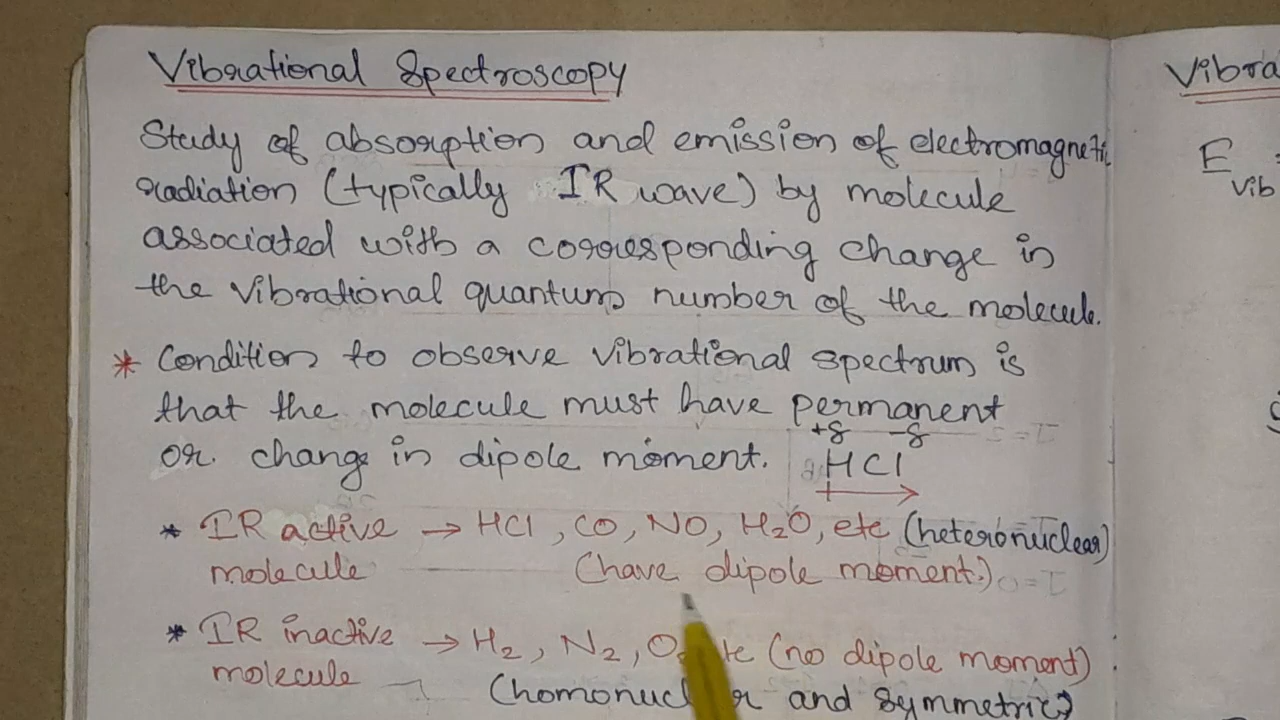 Vibrational Spectroscopy
Study of absorption and emission of electromagnetic
radiation (typically IR wave) by molecule
associated with a corresponding change in
the vibrational quantum number of the molecule.
* Condition to observe vibrational spectrum is
that the molecule must have permanent
+δ -δ
or change in dipole moment. HCl
* IR active → HCl, CO, NO, H₂O, etc (heteronuclear)
molecule (have dipole moment.)
* IR inactive → H₂, N₂, (no dipole moment)
molecule and symmetric)
Vibra
E vib